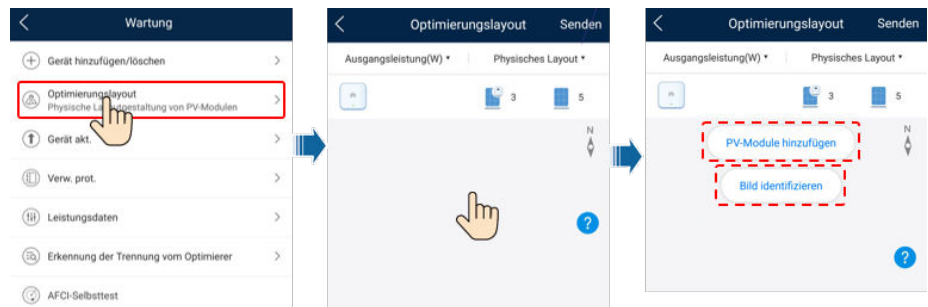 Wartung
Gerät hinzufügen/löschen
Optimierungslayout
Physische Layoutgestaltung von PV-Modulen
Gerät akt.
Verw. prot.
Leistungsdaten
Erkennung der Trennung vom Optimierer
AFCI-Selbsttest
Optimierungslayout Senden
Ausgangsleistung(W) Physisches Layout
3 5
N
?
Optimierungslayout Senden
Ausgangsleistung(W) Physisches Layout
3 5
N
PV-Module hinzufügen
Bild identifizieren
?